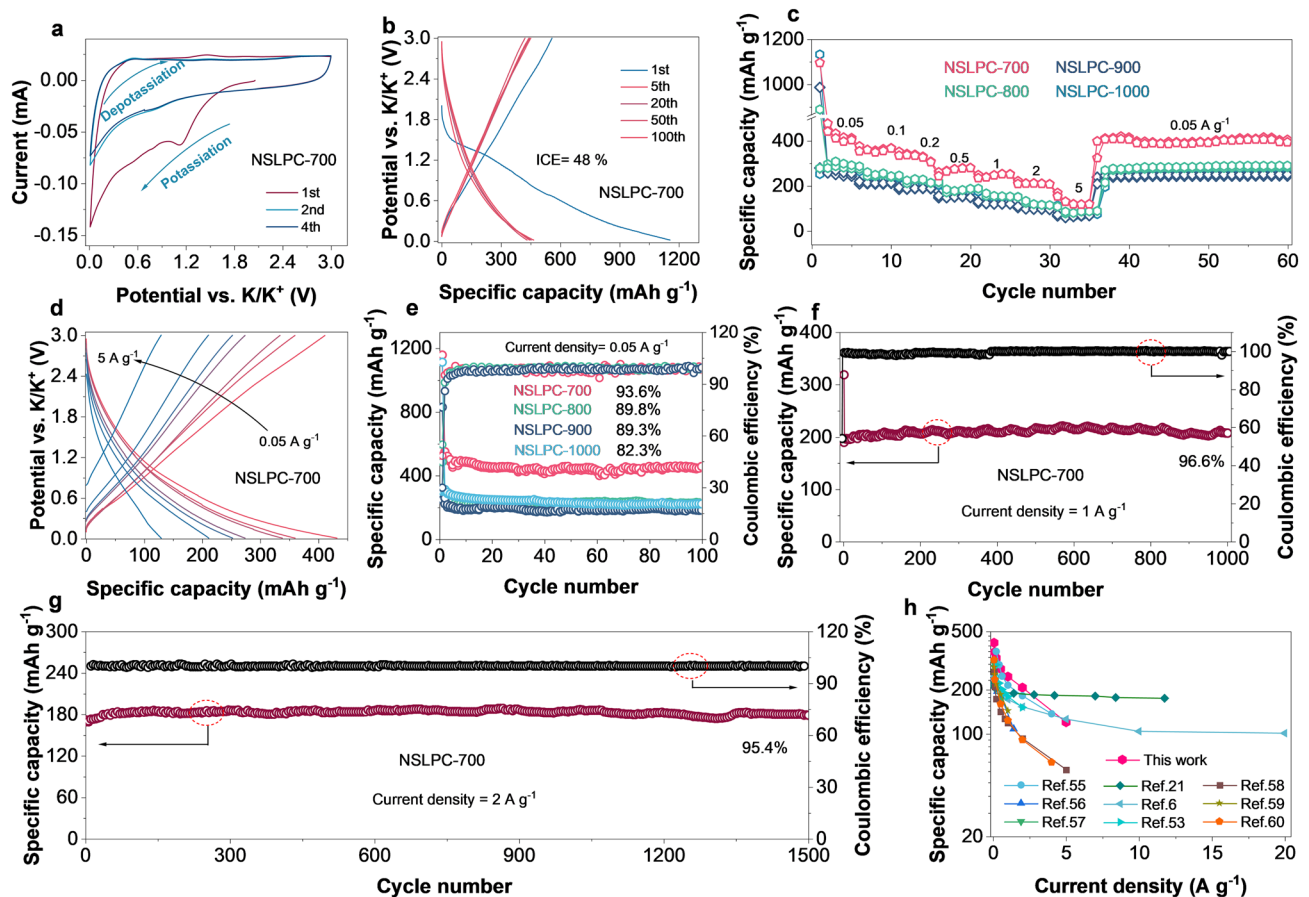 a
Current (mA)
0.00
-0.05
-0.10
-0.15
Depotassiation
Potassiation
NSLPC-700
1st
2nd
4th
0.0 0.6 1.2 1.8 2.4 3.0
Potential vs. K/K⁺ (V)
b
Potential vs. K/K⁺ (V)
3.0
2.4
1.8
1.2
0.6
0.0
1st
5th
20th
50th
100th
ICE= 48 %
NSLPC-700
0 300 600 900 1200
Specific capacity (mAh g⁻¹)
c
Specific capacity (mAh g⁻¹)
1200
1000
400
200
0
NSLPC-700 NSLPC-900
NSLPC-800 NSLPC-1000
0.05 0.1 0.2 0.5 1 2 5 0.05 A g⁻¹
0 10 20 30 40 50 60
Cycle number
d
Potential vs. K/K⁺ (V)
3.0
2.4
1.8
1.2
0.6
0.0
5 A g⁻¹
0.05 A g⁻¹
NSLPC-700
0 100 200 300 400
Specific capacity (mAh g⁻¹)
e
Specific capacity (mAh g⁻¹)
1200
1000
800
600
400
200
0
Current density= 0.05 A g⁻¹
NSLPC-700 93.6%
NSLPC-800 89.8%
NSLPC-900 89.3%
NSLPC-1000 82.3%
120
90
60
30
0
Coulombic efficiency (%)
0 20 40 60 80 100
Cycle number
f
Specific capacity (mAh g⁻¹)
400
350
300
250
200
150
100
50
0
96.6%
NSLPC-700
Current density = 1 A g⁻¹
100
80
60
40
20
0
Coulombic efficiency (%)
0 200 400 600 800 1000
Cycle number
g
Specific capacity (mAh g⁻¹)
300
240
180
120
60
0
95.4%
NSLPC-700
Current density = 2 A g⁻¹
120
100
80
60
40
20
0
Coulombic efficiency (%)
0 300 600 900 1200 1500
Cycle number
h
Specific capacity (mAh g⁻¹)
500
200
100
20
This work
Ref.55 Ref.21 Ref.58
Ref.56 Ref.6 Ref.59
Ref.57 Ref.53 Ref.60
0 5 10 15 20
Current density (A g⁻¹)